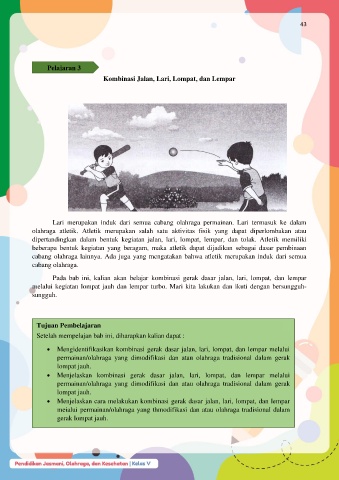 43
Pelajaran 3
Kombinasi Jalan, Lari, Lompat, dan Lempar
Lari merupakan induk dari semua cabang olahraga permainan. Lari termasuk ke dalam
olahraga atletik. Atletik merupakan salah satu aktivitas fisik yang dapat diperlombakan atau
dipertandingkan dalam bentuk kegiatan jalan, lari, lompat, lempar, dan tolak. Atletik memiliki
beberapa bentuk kegiatan yang beragam, maka atletik dapat dijadikan sebagai dasar pembinaan
cabang olahraga lainnya. Ada juga yang mengatakan bahwa atletik merupakan induk dari semua
cabang olahraga.
Pada bab ini, kalian akan belajar kombinasi gerak dasar jalan, lari, lompat, dan lempar
melalui kegiatan lompat jauh dan lempar turbo. Mari kita lakukan dan ikuti dengan bersungguh-
sungguh.
Tujuan Pembelajaran
Setelah mempelajari bab ini, diharapkan kalian dapat :
• Mengidentifikasikan kombinasi gerak dasar jalan, lari, lompat, dan lempar melalui
permainan/olahraga yang dimodifikasi dan atau olahraga tradisional dalam gerak
lompat jauh.
• Menjelaskan kombinasi gerak dasar jalan, lari, lompat, dan lempar melalui
permainan/olahraga yang dimodifikasi dan atau olahraga tradisional dalam gerak
lompat jauh.
• Menjelaskan cara melakukan kombinasi gerak dasar jalan, lari, lompat, dan lempar
melalui permainan/olahraga yang dimodifikasi dan atau olahraga tradisional dalam
gerak lompat jauh.
Pendidikan Jasmani, Olahraga, dan Kesehatan | Kelas V